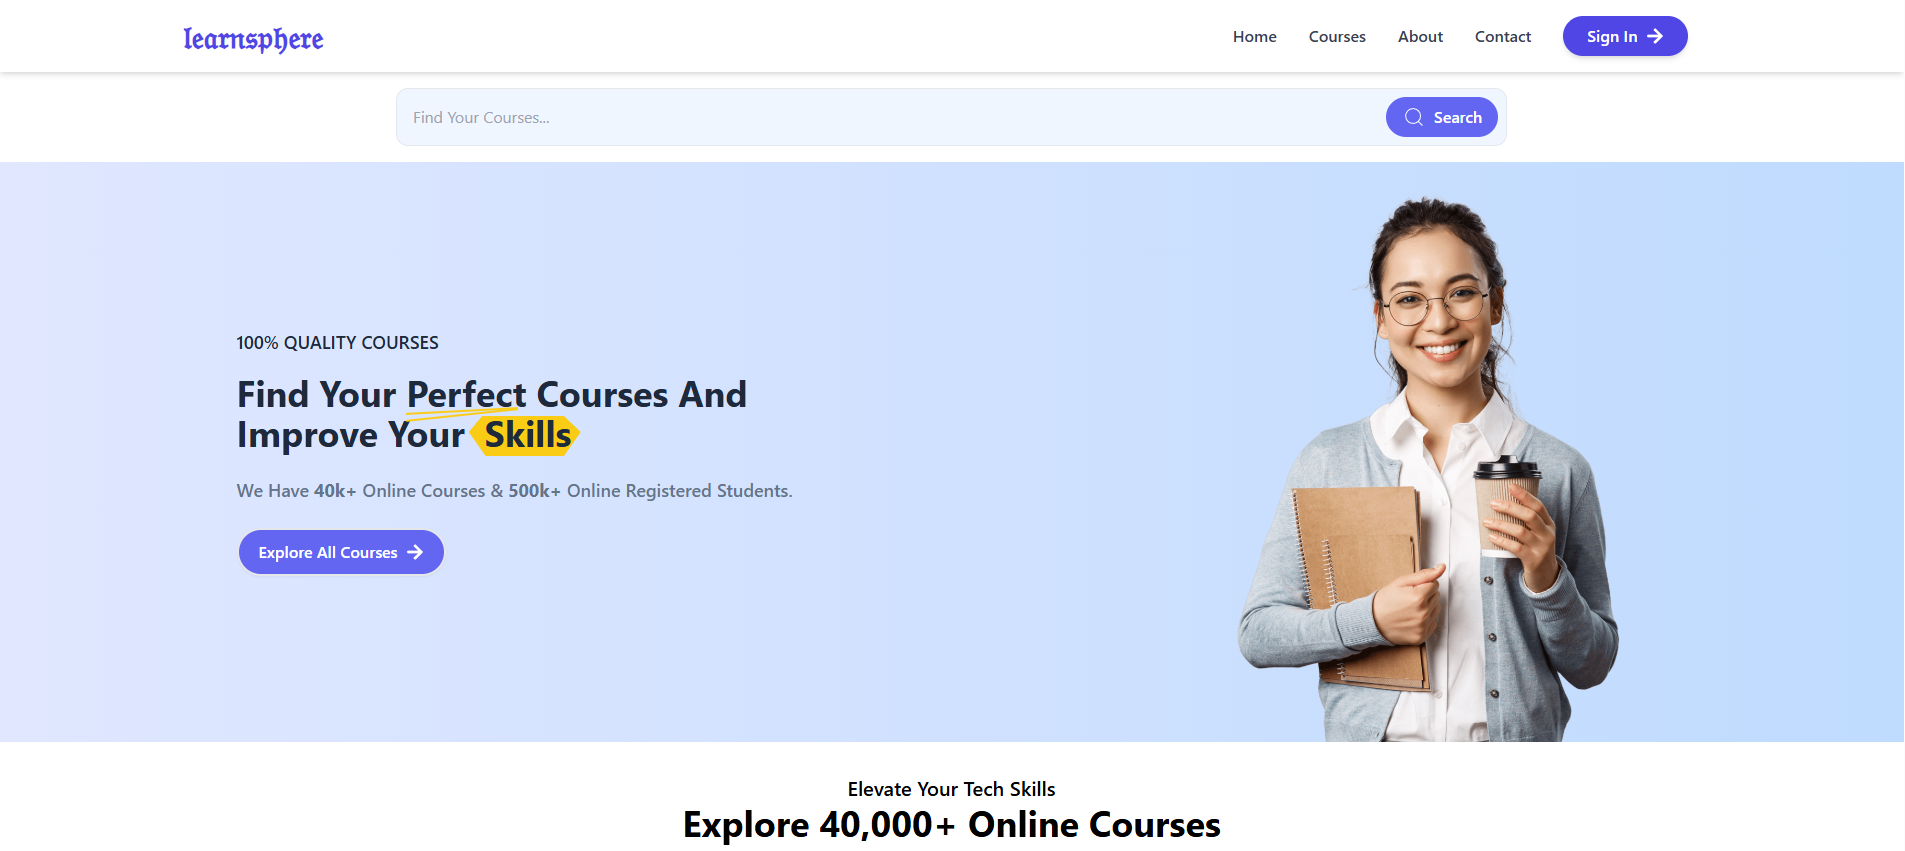 learnsphere
Home Courses About Contact Sign In
Find Your Courses... Search
100% QUALITY COURSES
Find Your Perfect Courses And
Improve Your Skills
We Have 40k+ Online Courses & 500k+ Online Registered Students.
Explore All Courses
Elevate Your Tech Skills
Explore 40,000+ Online Courses